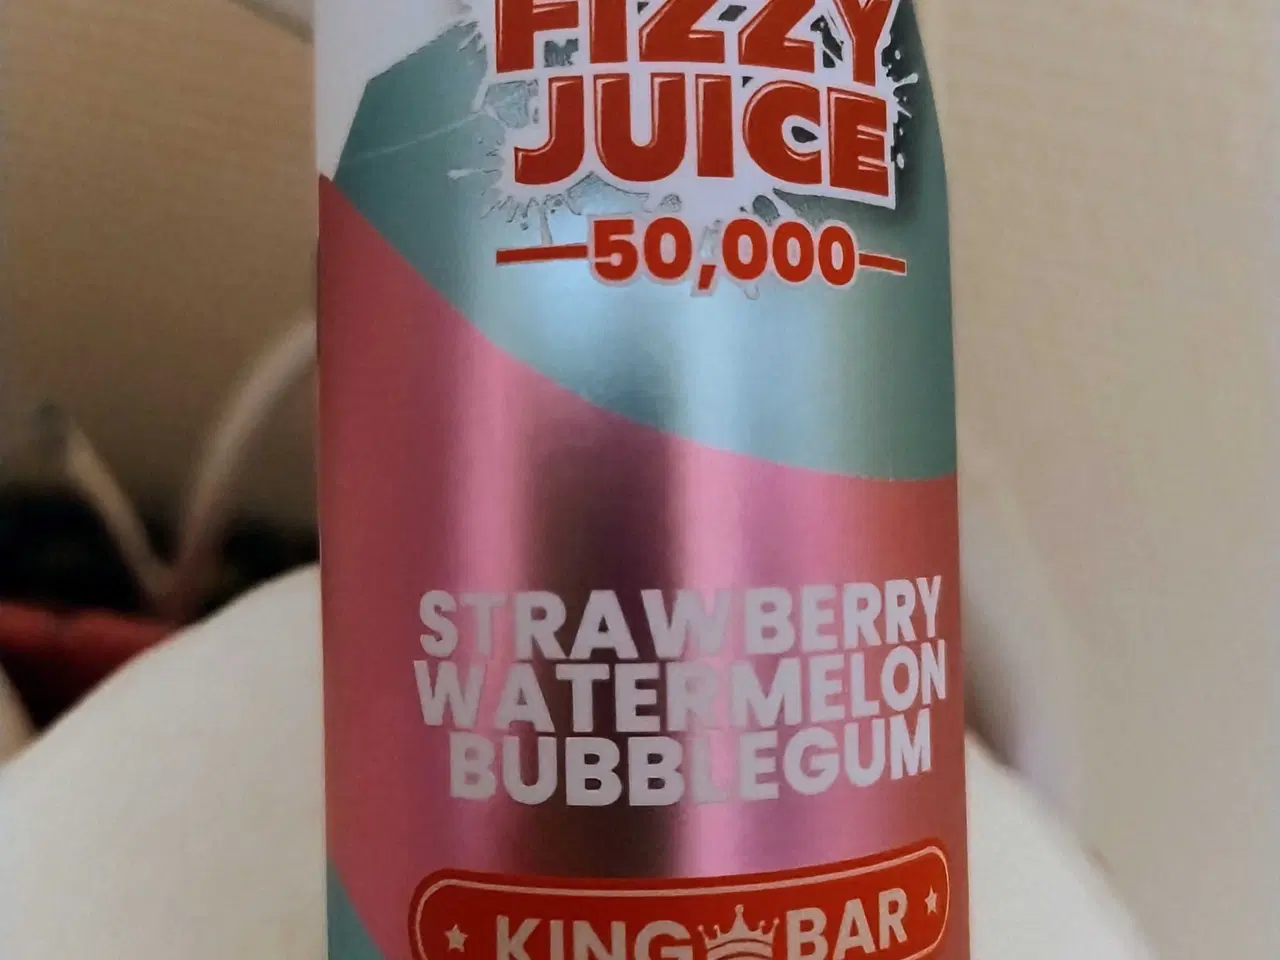 FIZZY
JUICE
50,000
STRAWBERRY
WATERMELON
BUBBLEGUM
KING BAR